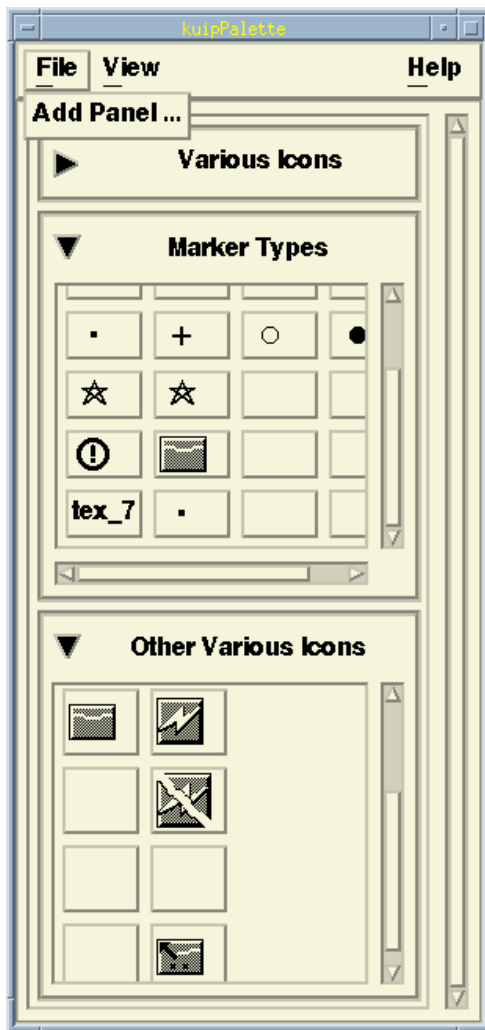 kuipPalette
File View Help
Add Panel ...
Various Icons
Marker Types
tex_7
Other Various Icons